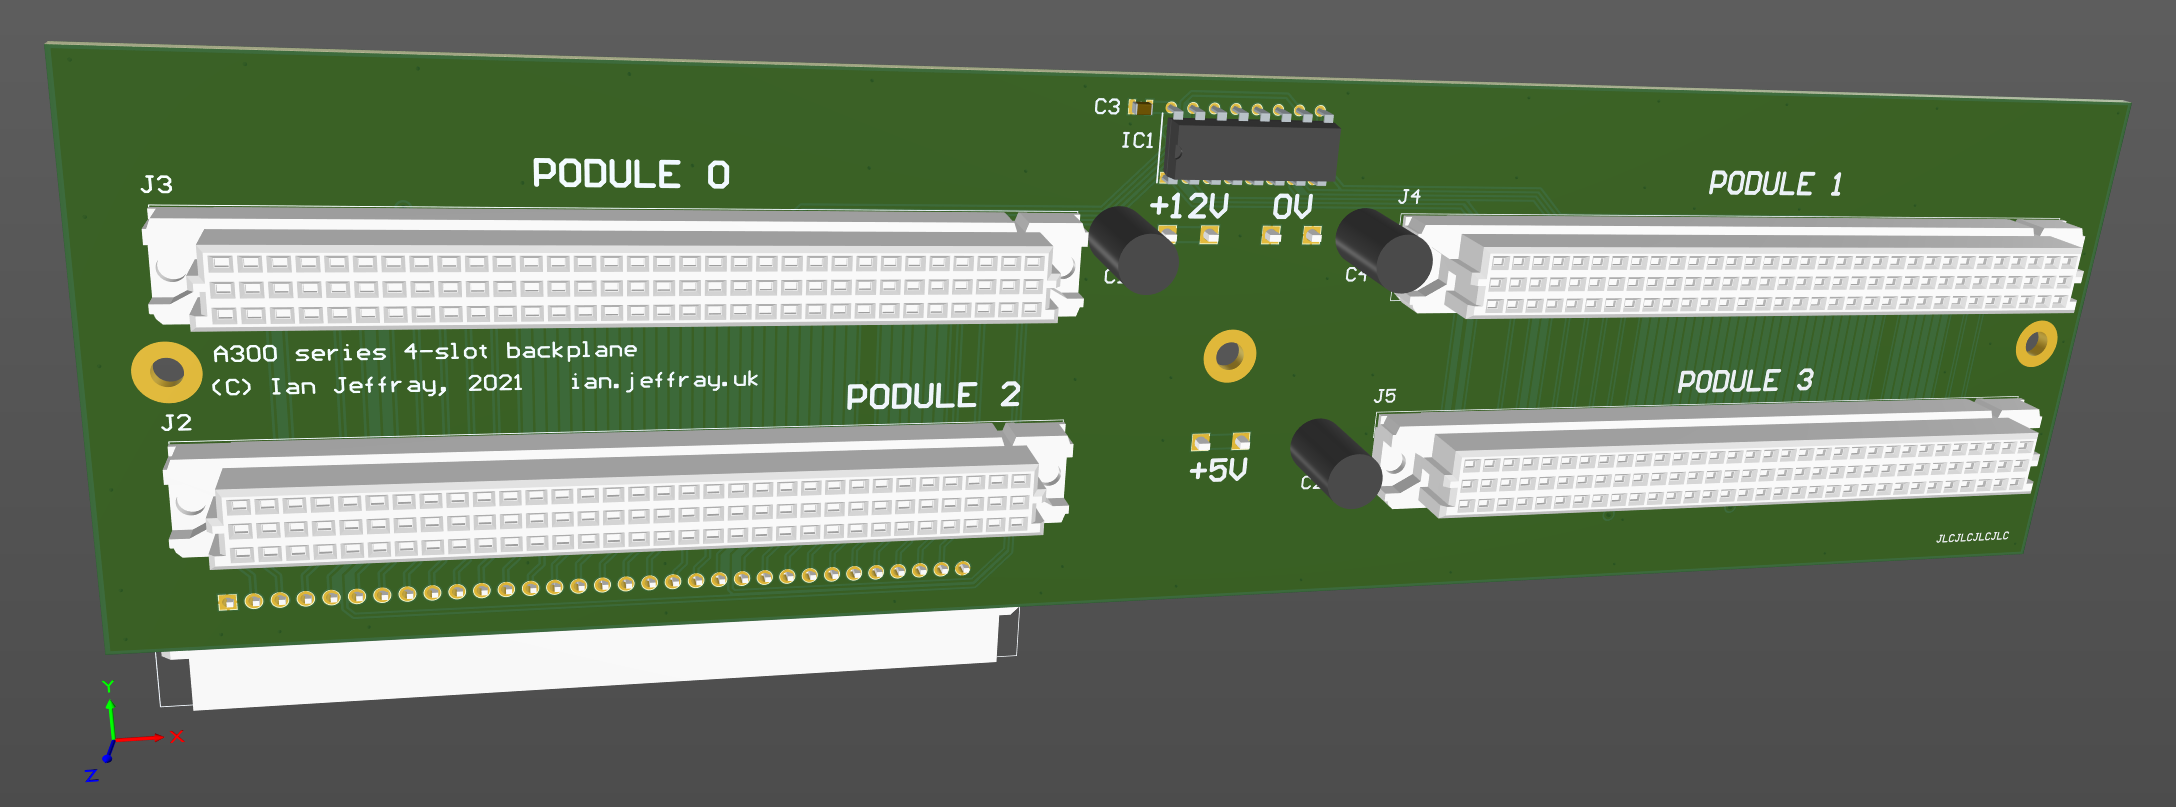 C3
IC1
PODULE 0
PODULE 1
J3
J4
+12V 0V
C4
A300 series 4-slot backplane
(C) Ian Jeffray, 2021 ian.jeffray.uk
PODULE 2
PODULE 3
J2
J5
+5V
JLCJLCJLCJLC
Y
X
Z